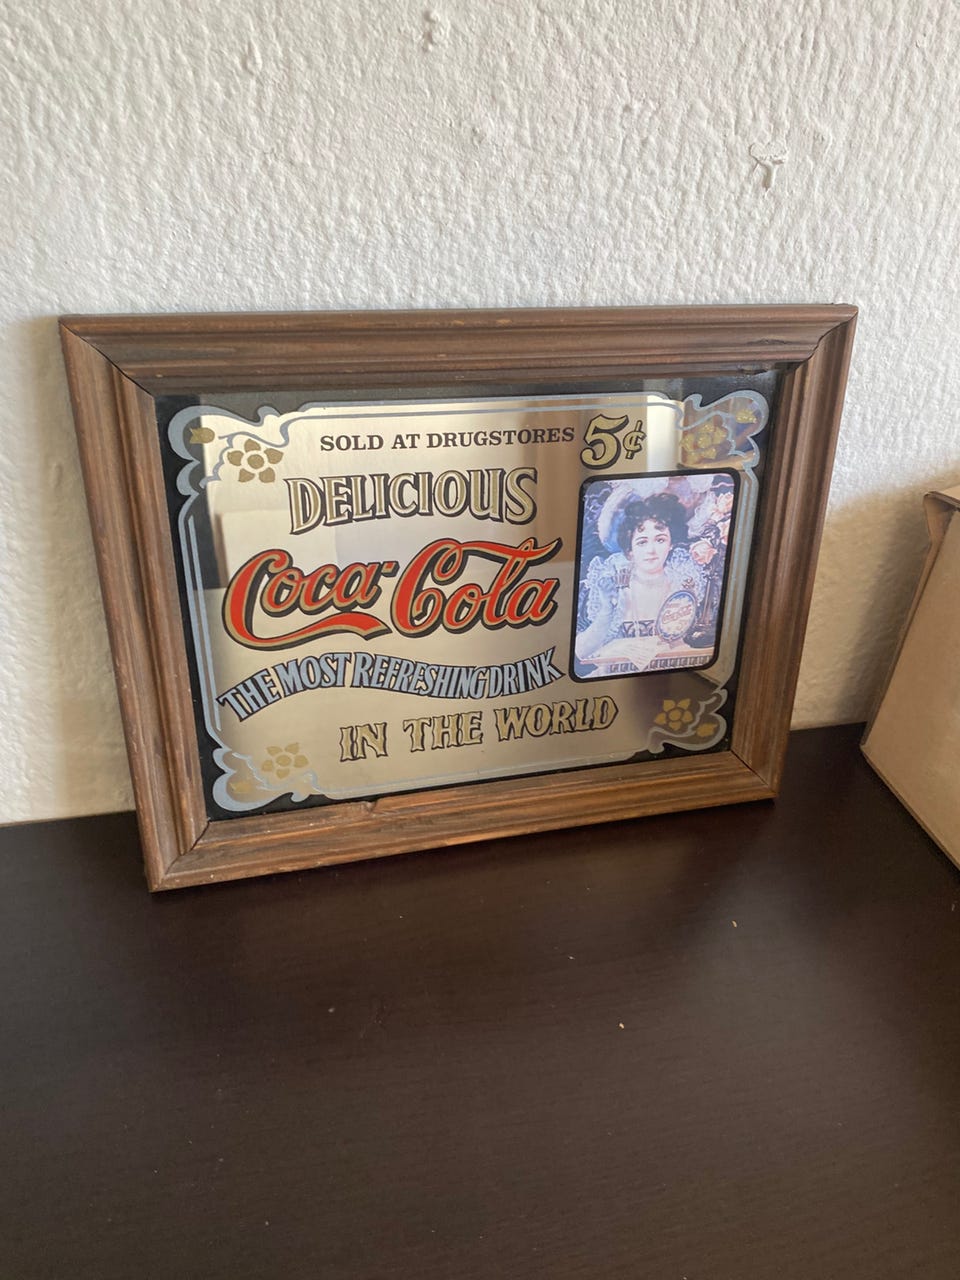 SOLD AT DRUGSTORES 5¢
DELICIOUS
Coca-Cola
THE MOST REFRESHING DRINK
IN THE WORLD